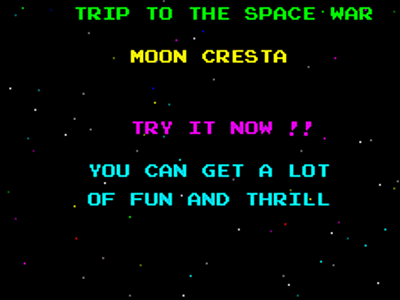 TRIP TO THE SPACE WAR
MOON CRESTA
TRY IT NOW !!
YOU CAN GET A LOT
OF FUN AND THRILL